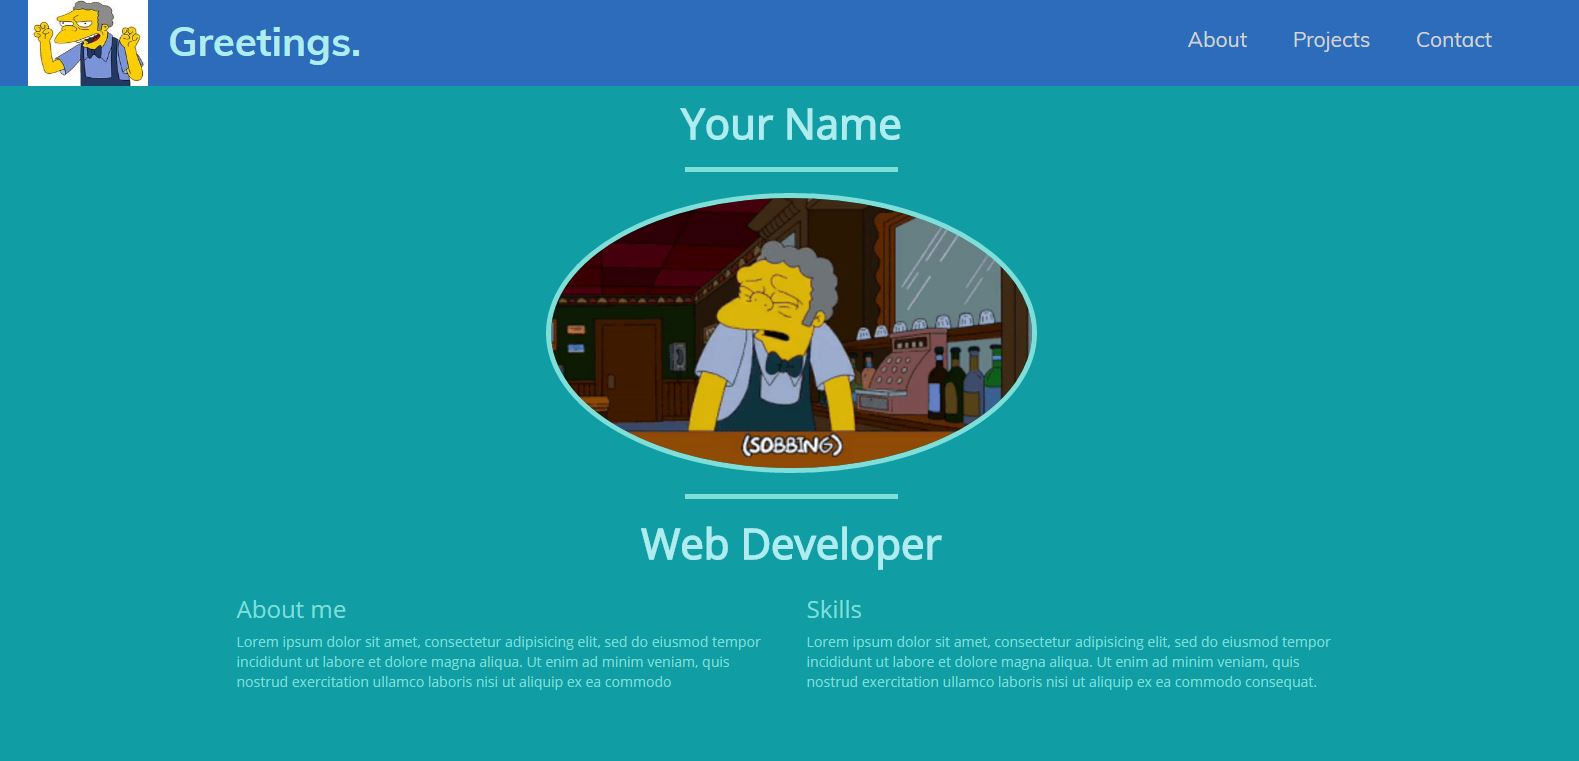 Greetings.
About Projects Contact
Your Name
(SOBBING)
Web Developer
About me
Lorem ipsum dolor sit amet, consectetur adipisicing elit, sed do eiusmod tempor
incididunt ut labore et dolore magna aliqua. Ut enim ad minim veniam, quis
nostrud exercitation ullamco laboris nisi ut aliquip ex ea commodo
Skills
Lorem ipsum dolor sit amet, consectetur adipisicing elit, sed do eiusmod tempor
incididunt ut labore et dolore magna aliqua. Ut enim ad minim veniam, quis
nostrud exercitation ullamco laboris nisi ut aliquip ex ea commodo consequat.